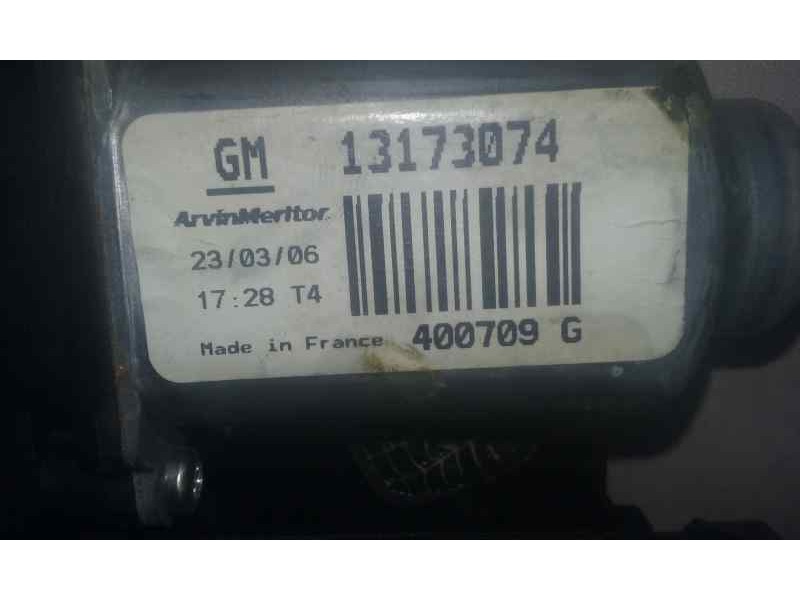 GM 13173074
ArvinMeritor
23/03/06
17:28 T4
Made in France 400709 G